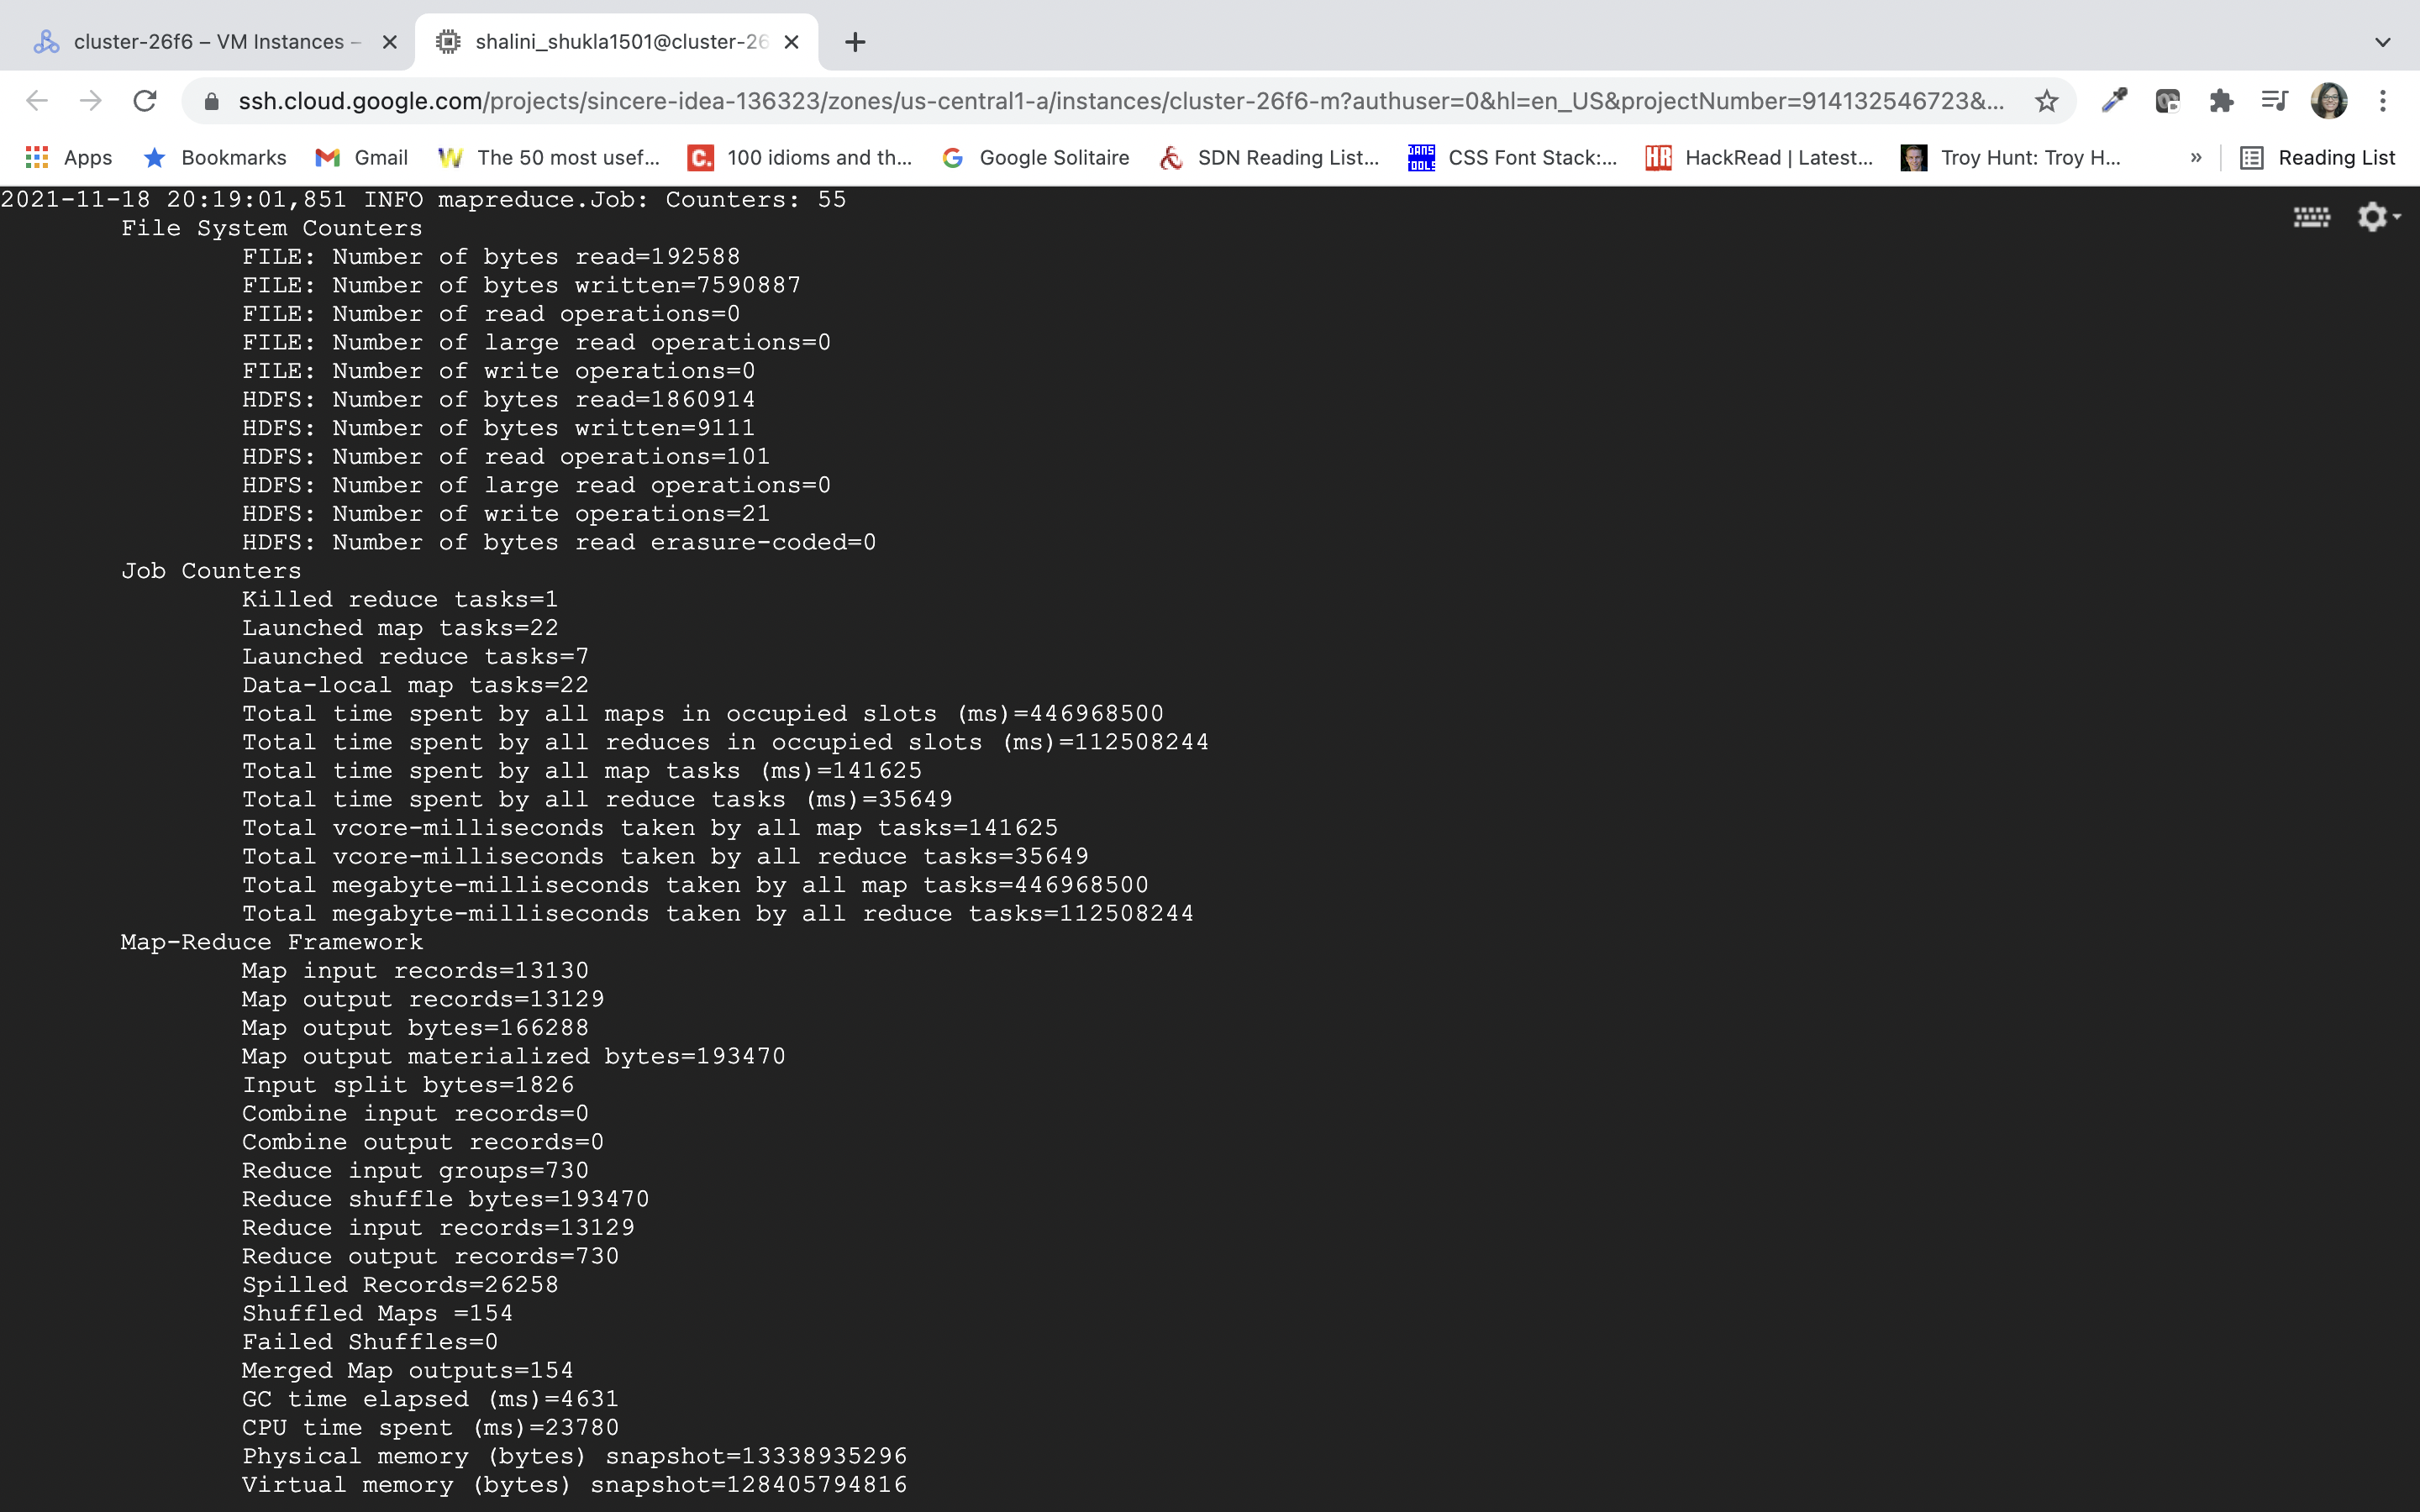 cluster-26f6 – VM Instances –
shalini_shukla1501@cluster-26
ssh.cloud.google.com/projects/sincere-idea-136323/zones/us-central1-a/instances/cluster-26f6-m?authuser=0&hl=en_US&projectNumber=914132546723&...
Apps Bookmarks Gmail The 50 most usef... 100 idioms and th... Google Solitaire SDN Reading List... CSS Font Stack:... HackRead | Latest... Troy Hunt: Troy H... » Reading List
2021-11-18 20:19:01,851 INFO mapreduce.Job: Counters: 55
File System Counters
FILE: Number of bytes read=192588
FILE: Number of bytes written=7590887
FILE: Number of read operations=0
FILE: Number of large read operations=0
FILE: Number of write operations=0
HDFS: Number of bytes read=1860914
HDFS: Number of bytes written=9111
HDFS: Number of read operations=101
HDFS: Number of large read operations=0
HDFS: Number of write operations=21
HDFS: Number of bytes read erasure-coded=0
Job Counters
Killed reduce tasks=1
Launched map tasks=22
Launched reduce tasks=7
Data-local map tasks=22
Total time spent by all maps in occupied slots (ms)=446968500
Total time spent by all reduces in occupied slots (ms)=112508244
Total time spent by all map tasks (ms)=141625
Total time spent by all reduce tasks (ms)=35649
Total vcore-milliseconds taken by all map tasks=141625
Total vcore-milliseconds taken by all reduce tasks=35649
Total megabyte-milliseconds taken by all map tasks=446968500
Total megabyte-milliseconds taken by all reduce tasks=112508244
Map-Reduce Framework
Map input records=13130
Map output records=13129
Map output bytes=166288
Map output materialized bytes=193470
Input split bytes=1826
Combine input records=0
Combine output records=0
Reduce input groups=730
Reduce shuffle bytes=193470
Reduce input records=13129
Reduce output records=730
Spilled Records=26258
Shuffled Maps =154
Failed Shuffles=0
Merged Map outputs=154
GC time elapsed (ms)=4631
CPU time spent (ms)=23780
Physical memory (bytes) snapshot=13338935296
Virtual memory (bytes) snapshot=128405794816